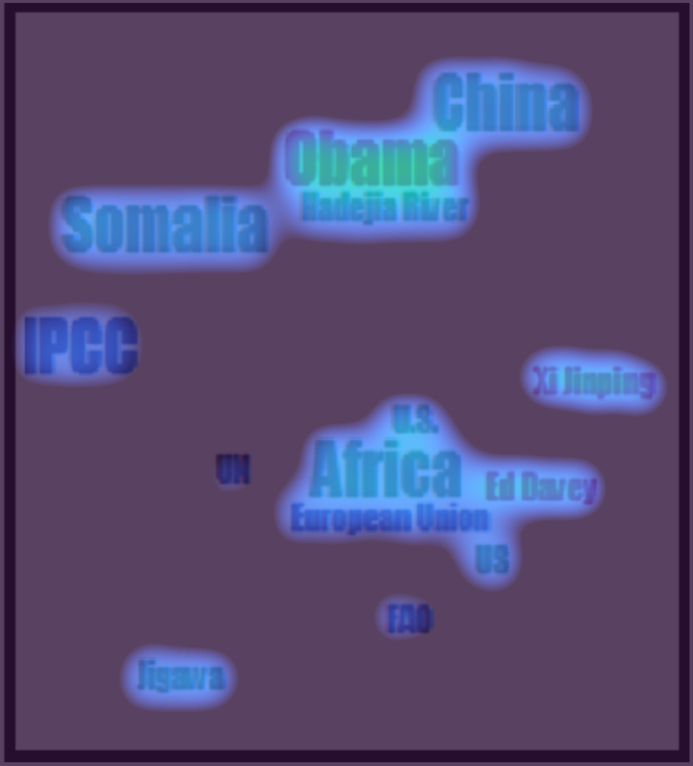 China
Obama
Hadejia River
Somalia
IPCC
Xi Jinping
U.S.
Africa
UN
Ed Davey
European Union
US
FAO
Jigawa